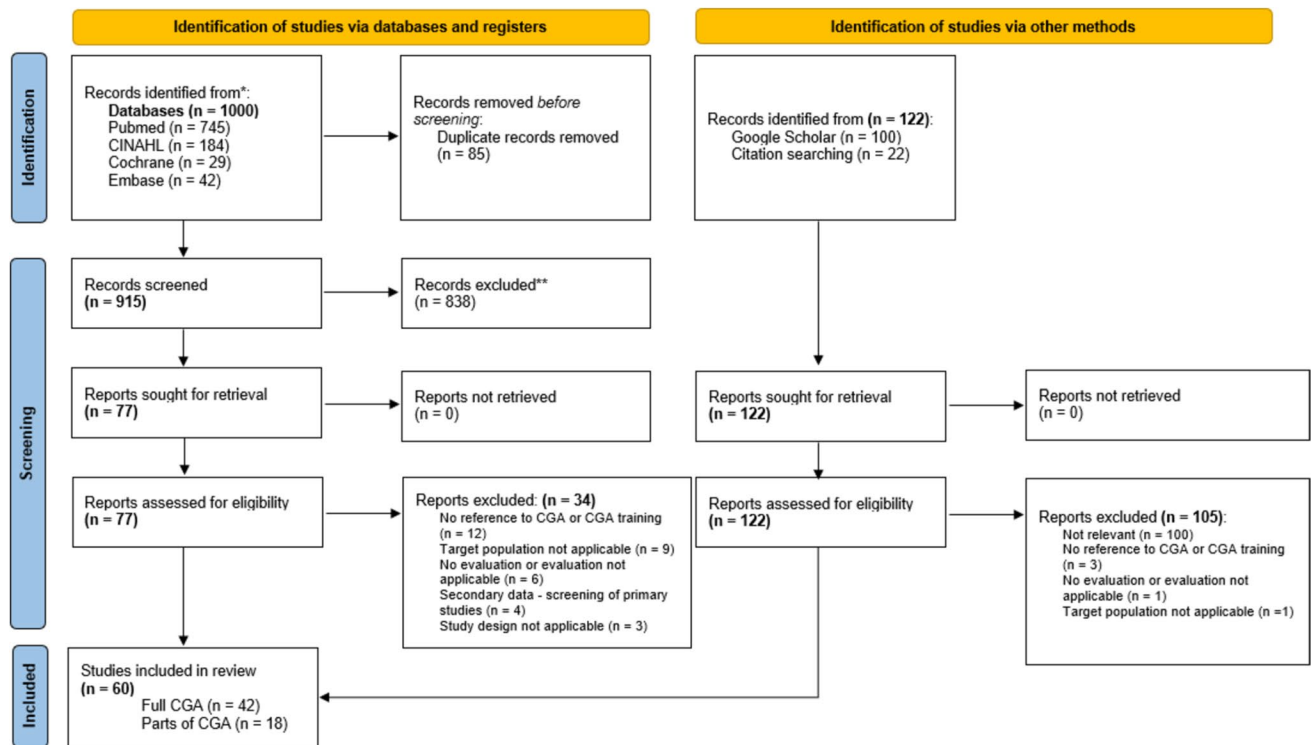 Identification of studies via databases and registers
Identification of studies via other methods
Identification
Records identified from*:
Databases (n = 1000)
Pubmed (n = 745)
CINAHL (n = 184)
Cochrane (n = 29)
Embase (n = 42)
Records removed before
screening:
Duplicate records removed
(n = 85)
Records identified from (n = 122):
Google Scholar (n = 100)
Citation searching (n = 22)
Screening
Records screened
(n = 915)
Records excluded**
(n = 838)
Reports sought for retrieval
(n = 77)
Reports not retrieved
(n = 0)
Reports sought for retrieval
(n = 122)
Reports not retrieved
(n = 0)
Reports assessed for eligibility
(n = 77)
Reports excluded: (n = 34)
No reference to CGA or CGA training
(n = 12)
Target population not applicable (n = 9)
No evaluation or evaluation not
applicable (n = 6)
Secondary data - screening of primary
studies (n = 4)
Study design not applicable (n = 3)
Reports assessed for eligibility
(n = 122)
Reports excluded (n = 105):
Not relevant (n = 100)
No reference to CGA or CGA training
(n = 3)
No evaluation or evaluation not
applicable (n = 1)
Target population not applicable (n =1)
Included
Studies included in review
(n = 60)
Full CGA (n = 42)
Parts of CGA (n = 18)